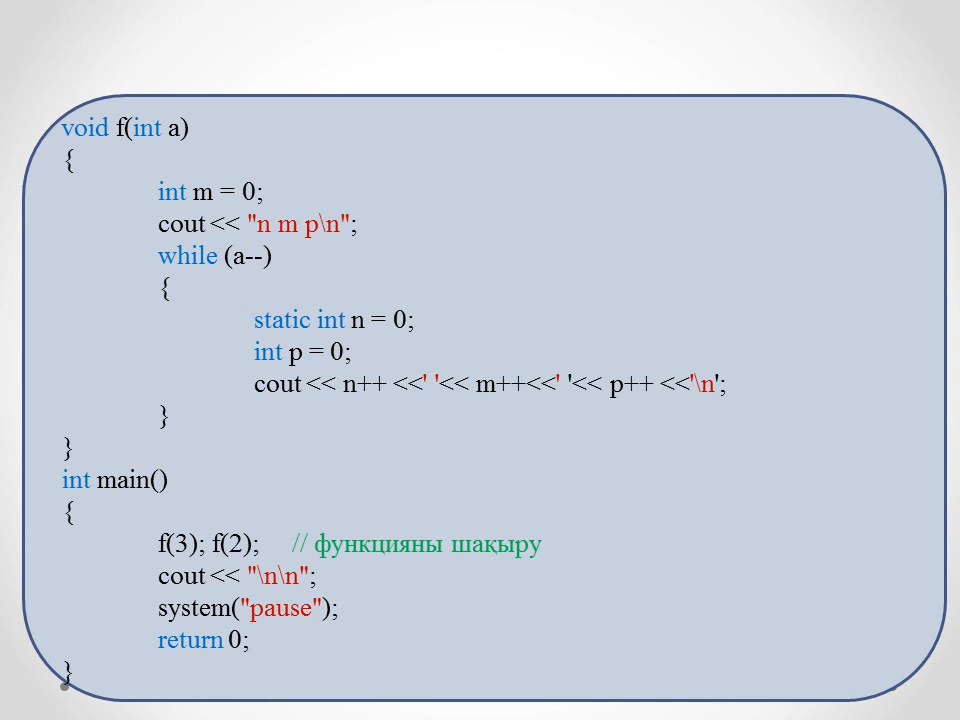 void f(int a)
{
int m = 0;
cout << "n m p\n";
while (a--)
{
static int n = 0;
int p = 0;
cout << n++ <<' '<< m++<<' '<< p++ <<'\n';
}
}
int main()
{
f(3); f(2); // функцияны шақыру
cout << "\n\n";
system("pause");
return 0;
}